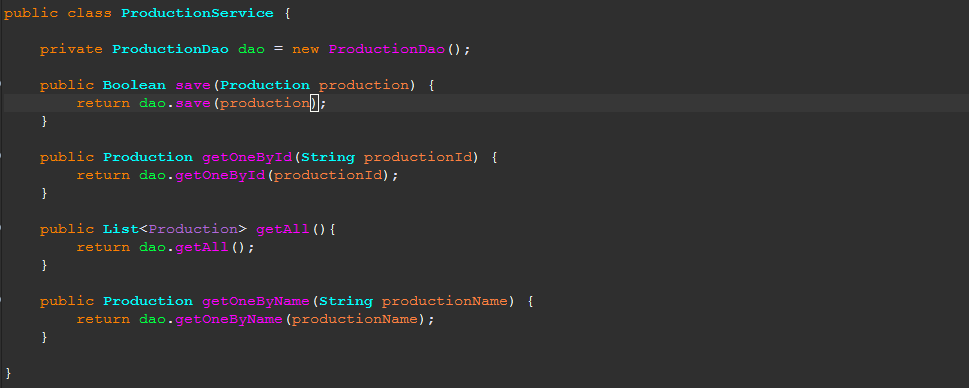 public class ProductionService {
private ProductionDao dao = new ProductionDao();
public Boolean save(Production production) {
return dao.save(production);
}
public Production getOneById(String productionId) {
return dao.getOneById(productionId);
}
public List<Production> getAll(){
return dao.getAll();
}
public Production getOneByName(String productionName) {
return dao.getOneByName(productionName);
}
}